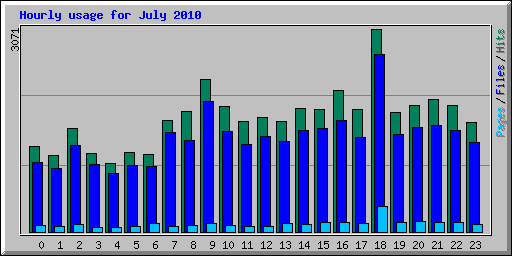 Hourly usage for July 2010
3071
Pages / Files / Hits
0 1 2 3 4 5 6 7 8 9 10 11 12 13 14 15 16 17 18 19 20 21 22 23